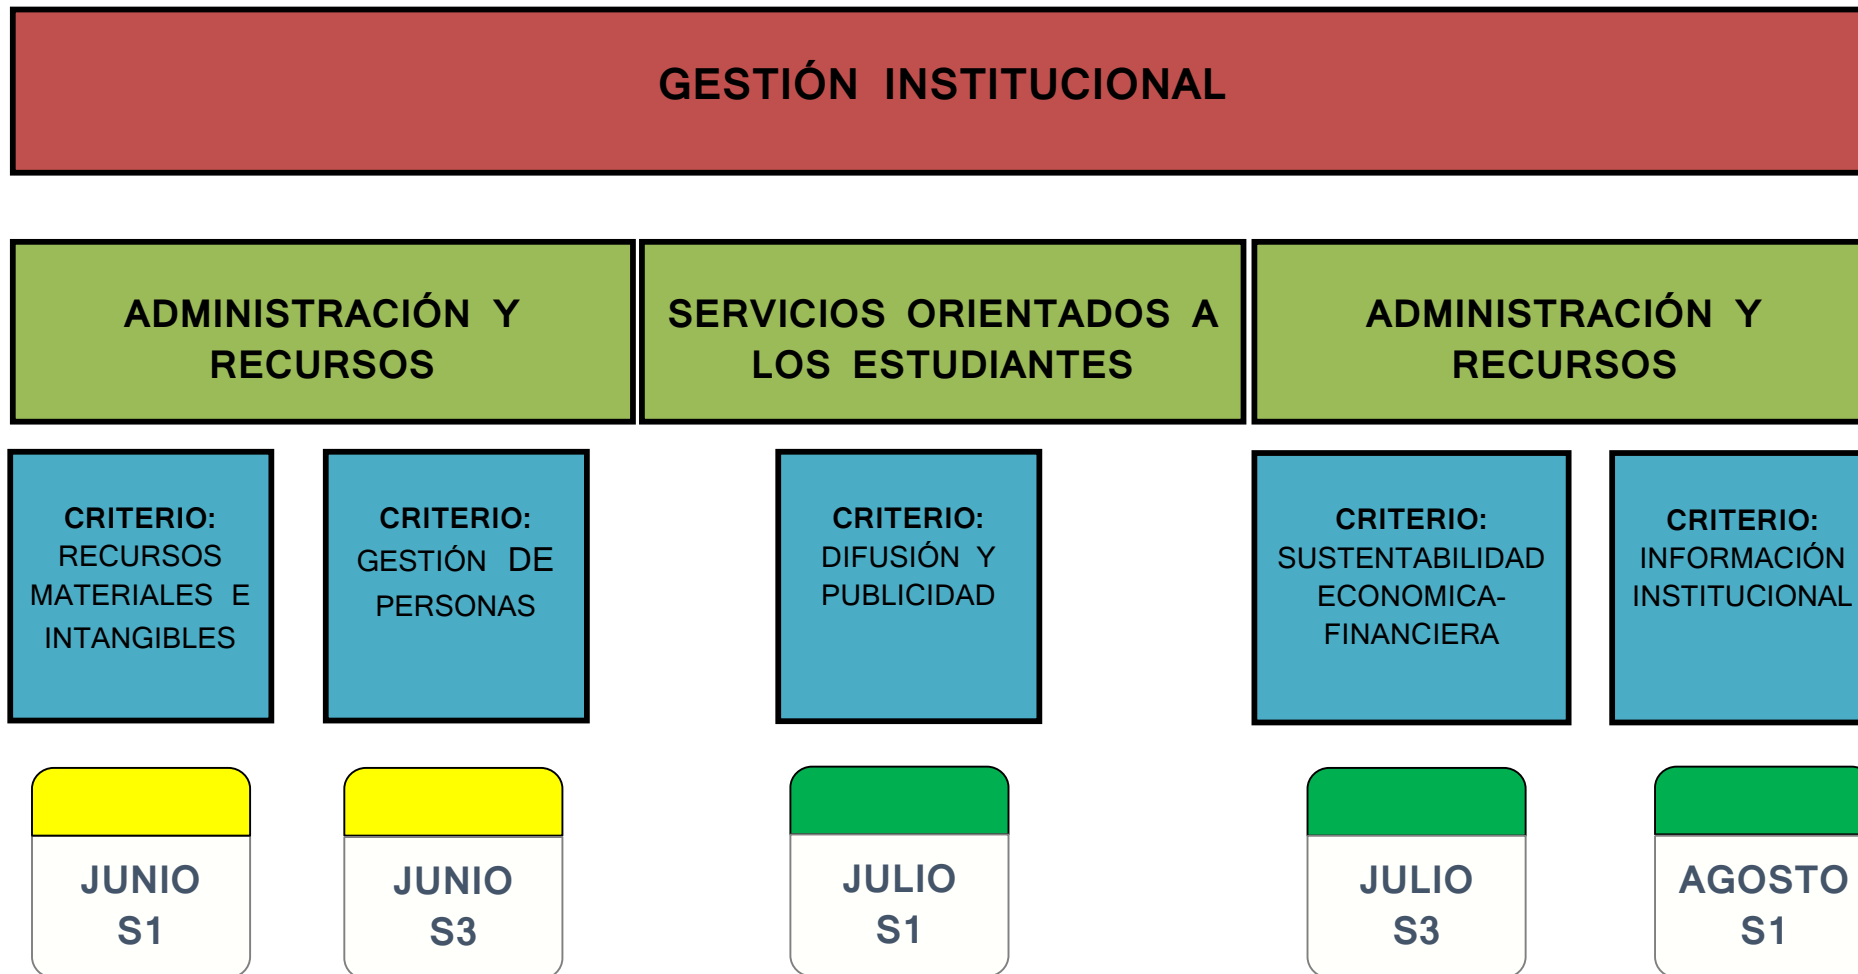 GESTIÓN INSTITUCIONAL
ADMINISTRACIÓN Y
RECURSOS
SERVICIOS ORIENTADOS A
LOS ESTUDIANTES
ADMINISTRACIÓN Y
RECURSOS
CRITERIO:
RECURSOS
MATERIALES E
INTANGIBLES
CRITERIO:
GESTIÓN DE
PERSONAS
CRITERIO:
DIFUSIÓN Y
PUBLICIDAD
CRITERIO:
SUSTENTABILIDAD
ECONOMICA-
FINANCIERA
CRITERIO:
INFORMACIÓN
INSTITUCIONAL
JUNIO
S1
JUNIO
S3
JULIO
S1
JULIO
S3
AGOSTO
S1